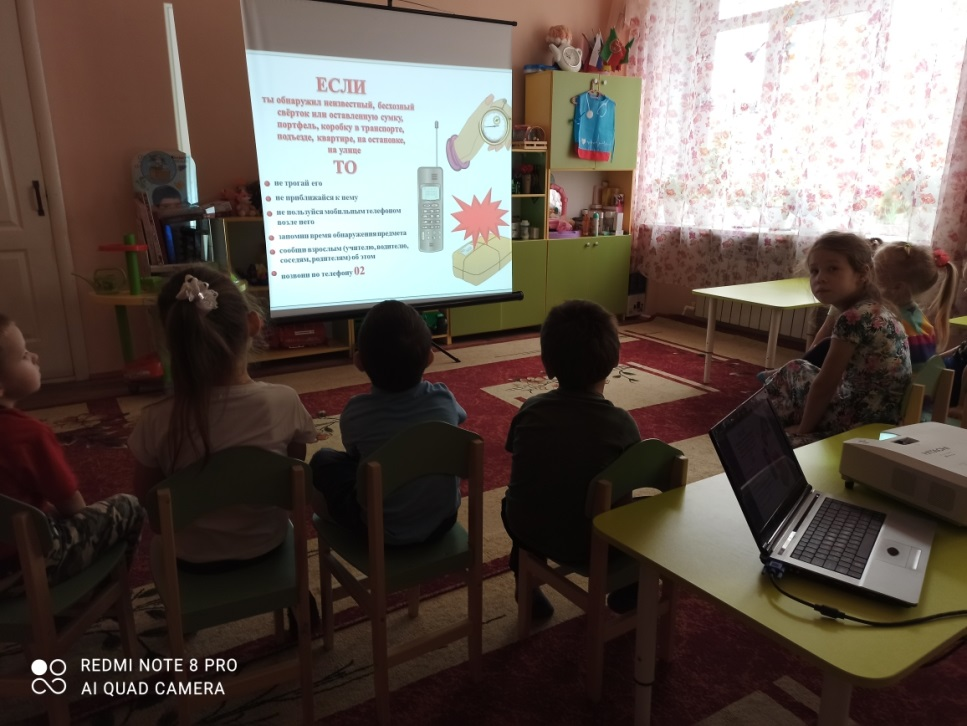 ЕСЛИ
ты обнаружил неизвестный, бесхозный
свёрток или оставленную сумку,
портфель, коробку в транспорте,
подъезде, квартире, на остановке,
на улице
ТО
не трогай его
не приближайся к нему
не пользуйся мобильным телефоном
возле него
запомни время обнаружения предмета
сообщи взрослым (учителю, водителю,
соседям, родителям) об этом
позвони по телефону 02
HITACHI
REDMI NOTE 8 PRO
AI QUAD CAMERA